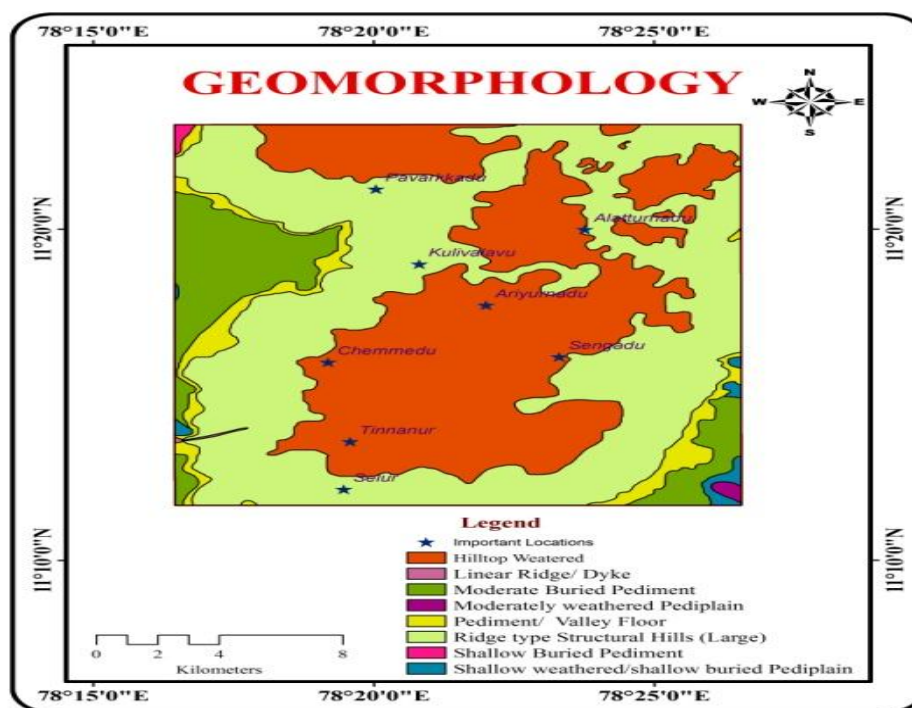 78°15'0"E 78°20'0"E 78°25'0"E
GEOMORPHOLOGY
N
W E
S
Pavarikkadu
11°20'0"N 11°20'0"N
Alatturnadu
Kulivalavu
Ariyurnadu
Chemmedu
Sengadu
Tinnanur
Selur
Legend
Important Locations
Hilltop Weatered
Linear Ridge/ Dyke
11°10'0"N 11°10'0"N
Moderate Buried Pediment
Moderately weathered Pediplain
Pediment/ Valley Floor
Ridge type Structural Hills (Large)
Shallow Buried Pediment
Shallow weathered/shallow buried Pediplain
0 2 4 8
Kilometers
78°15'0"E 78°20'0"E 78°25'0"E